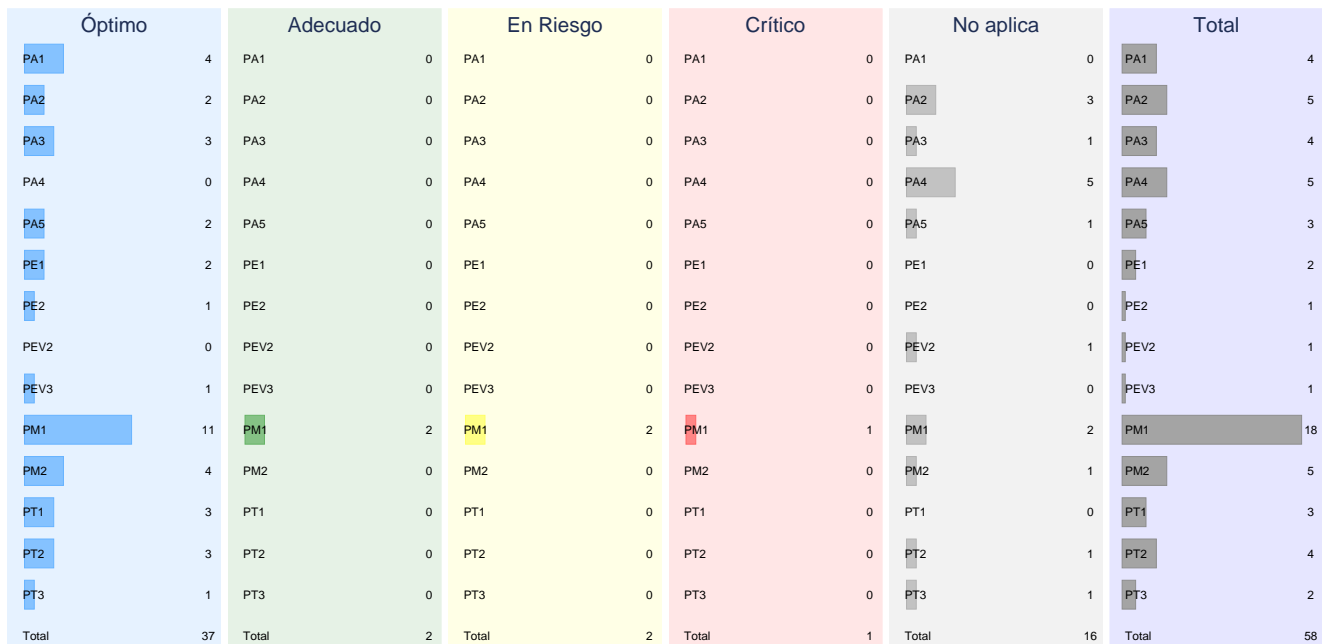 Óptimo Adecuado En Riesgo Crítico No aplica Total
PA1 4 PA1 0 PA1 0 PA1 0 PA1 0 PA1 4
PA2 2 PA2 0 PA2 0 PA2 0 PA2 3 PA2 5
PA3 3 PA3 0 PA3 0 PA3 0 PA3 1 PA3 4
PA4 0 PA4 0 PA4 0 PA4 0 PA4 5 PA4 5
PA5 2 PA5 0 PA5 0 PA5 0 PA5 1 PA5 3
PE1 2 PE1 0 PE1 0 PE1 0 PE1 0 PE1 2
PE2 1 PE2 0 PE2 0 PE2 0 PE2 0 PE2 1
PEV2 0 PEV2 0 PEV2 0 PEV2 0 PEV2 1 PEV2 1
PEV3 1 PEV3 0 PEV3 0 PEV3 0 PEV3 0 PEV3 1
PM1 11 PM1 2 PM1 2 PM1 1 PM1 2 PM1 18
PM2 4 PM2 0 PM2 0 PM2 0 PM2 1 PM2 5
PT1 3 PT1 0 PT1 0 PT1 0 PT1 0 PT1 3
PT2 3 PT2 0 PT2 0 PT2 0 PT2 1 PT2 4
PT3 1 PT3 0 PT3 0 PT3 0 PT3 1 PT3 2
Total 37 Total 2 Total 2 Total 1 Total 16 Total 58